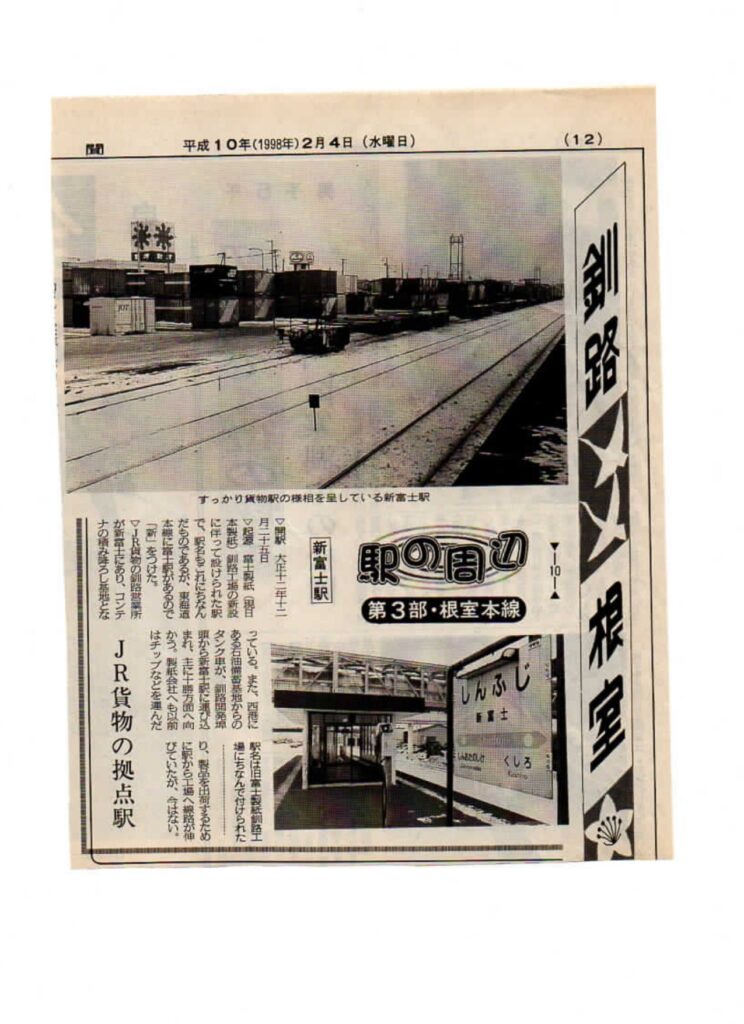 聞
平成10年(1998年)2月4日（水曜日）
(12)
釧路
根室
JOT
すっかり貨物駅の様相を呈している新富士駅
▼
10
▲
駅の周辺
第3部・根室本線
新富士駅
▽開駅　大正十二年十二
月二十五日
▽起源　富士製紙（現日
本製紙）釧路工場の新設
に伴って設けられた駅
で、駅名もこれにちなん
だものであるが、東海道
本線に富士駅があるので
「新」をつけた。
▽ＪＲ貨物の釧路営業所
が新富士にあり、コンテ
ナの積み降ろし基地とな
っている。また、西港に
ある石油備蓄基地からの
タンク車が、釧路開発埠
頭から新富士駅に運び込
まれ、主に十勝方面へ向
かう。製紙会社へも以前
はチップなどを運んだ
り、製品を出荷するため
に駅から工場へ線路が伸
びていたが、今はない。
ＪＲ貨物の拠点駅
しんふじ
新富士
しんおおたのしげ
くしろ
Kushiro
駅名は旧富士製紙釧路工
場にちなんで付けられた